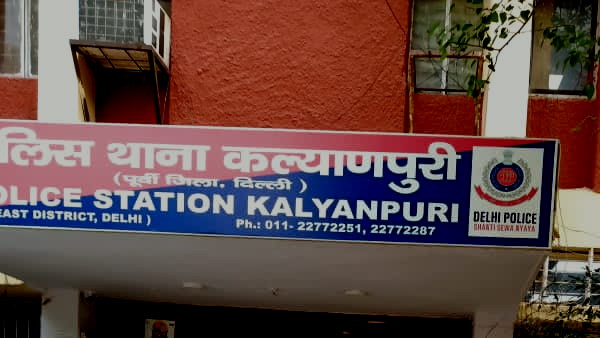 लिस थाना कल्याणपुरी
(पूर्वी जिला, दिल्ली)
OLICE STATION KALYANPURI
EAST DISTRICT, DELHI )
Ph.: 011- 22772251, 22772287
DELHI POLICE
SHANTI SEWA NYAYA